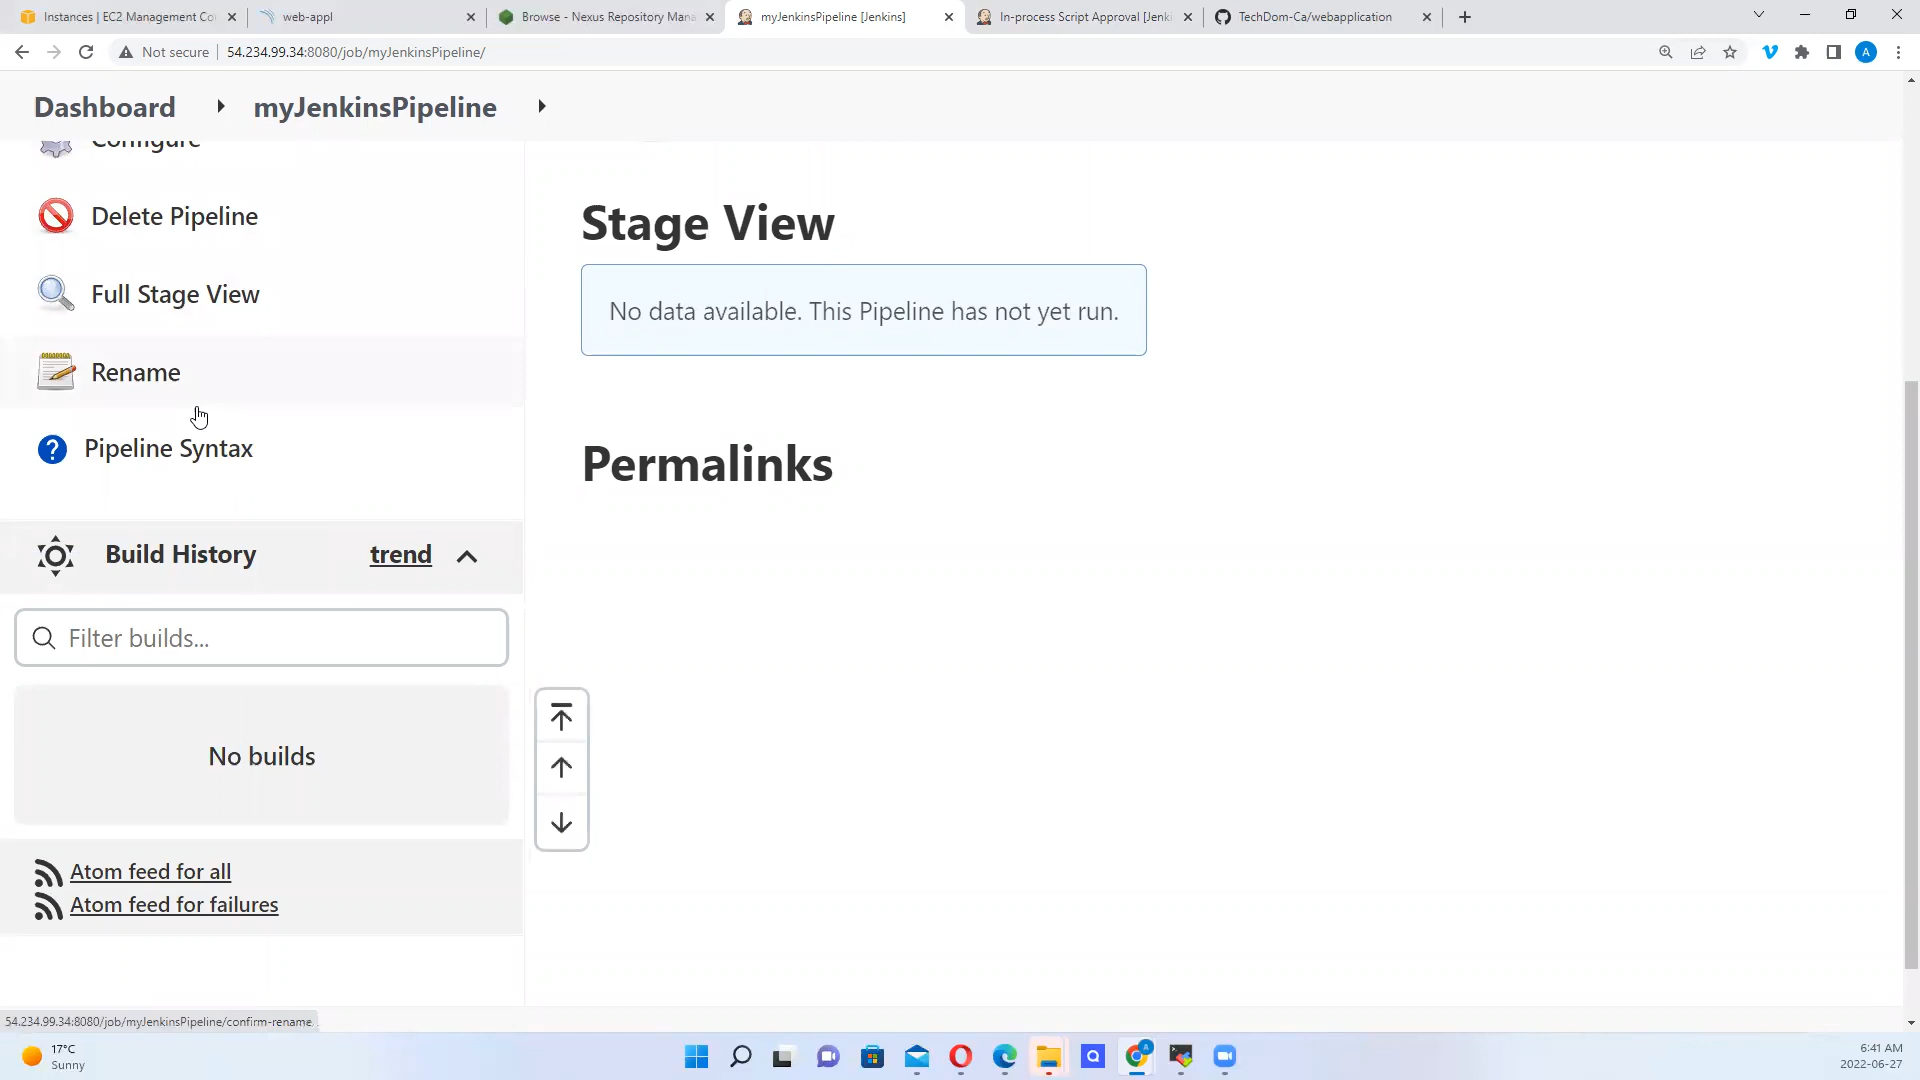 Instances | EC2 Management Co
web-appl
Browse - Nexus Repository Mana
myJenkinsPipeline [Jenkins]
In-process Script Approval [Jenki
TechDom-Ca/webapplication
Not secure
54.234.99.34:8080/job/myJenkinsPipeline/
A
Dashboard
myJenkinsPipeline
Configure
Delete Pipeline
Full Stage View
Rename
Pipeline Syntax
Build History
trend
Filter builds...
No builds
Atom feed for all
Atom feed for failures
Stage View
No data available. This Pipeline has not yet run.
Permalinks
54.234.99.34:8080/job/myJenkinsPipeline/confirm-rename
17°C
Sunny
6:41 AM
2022-06-27